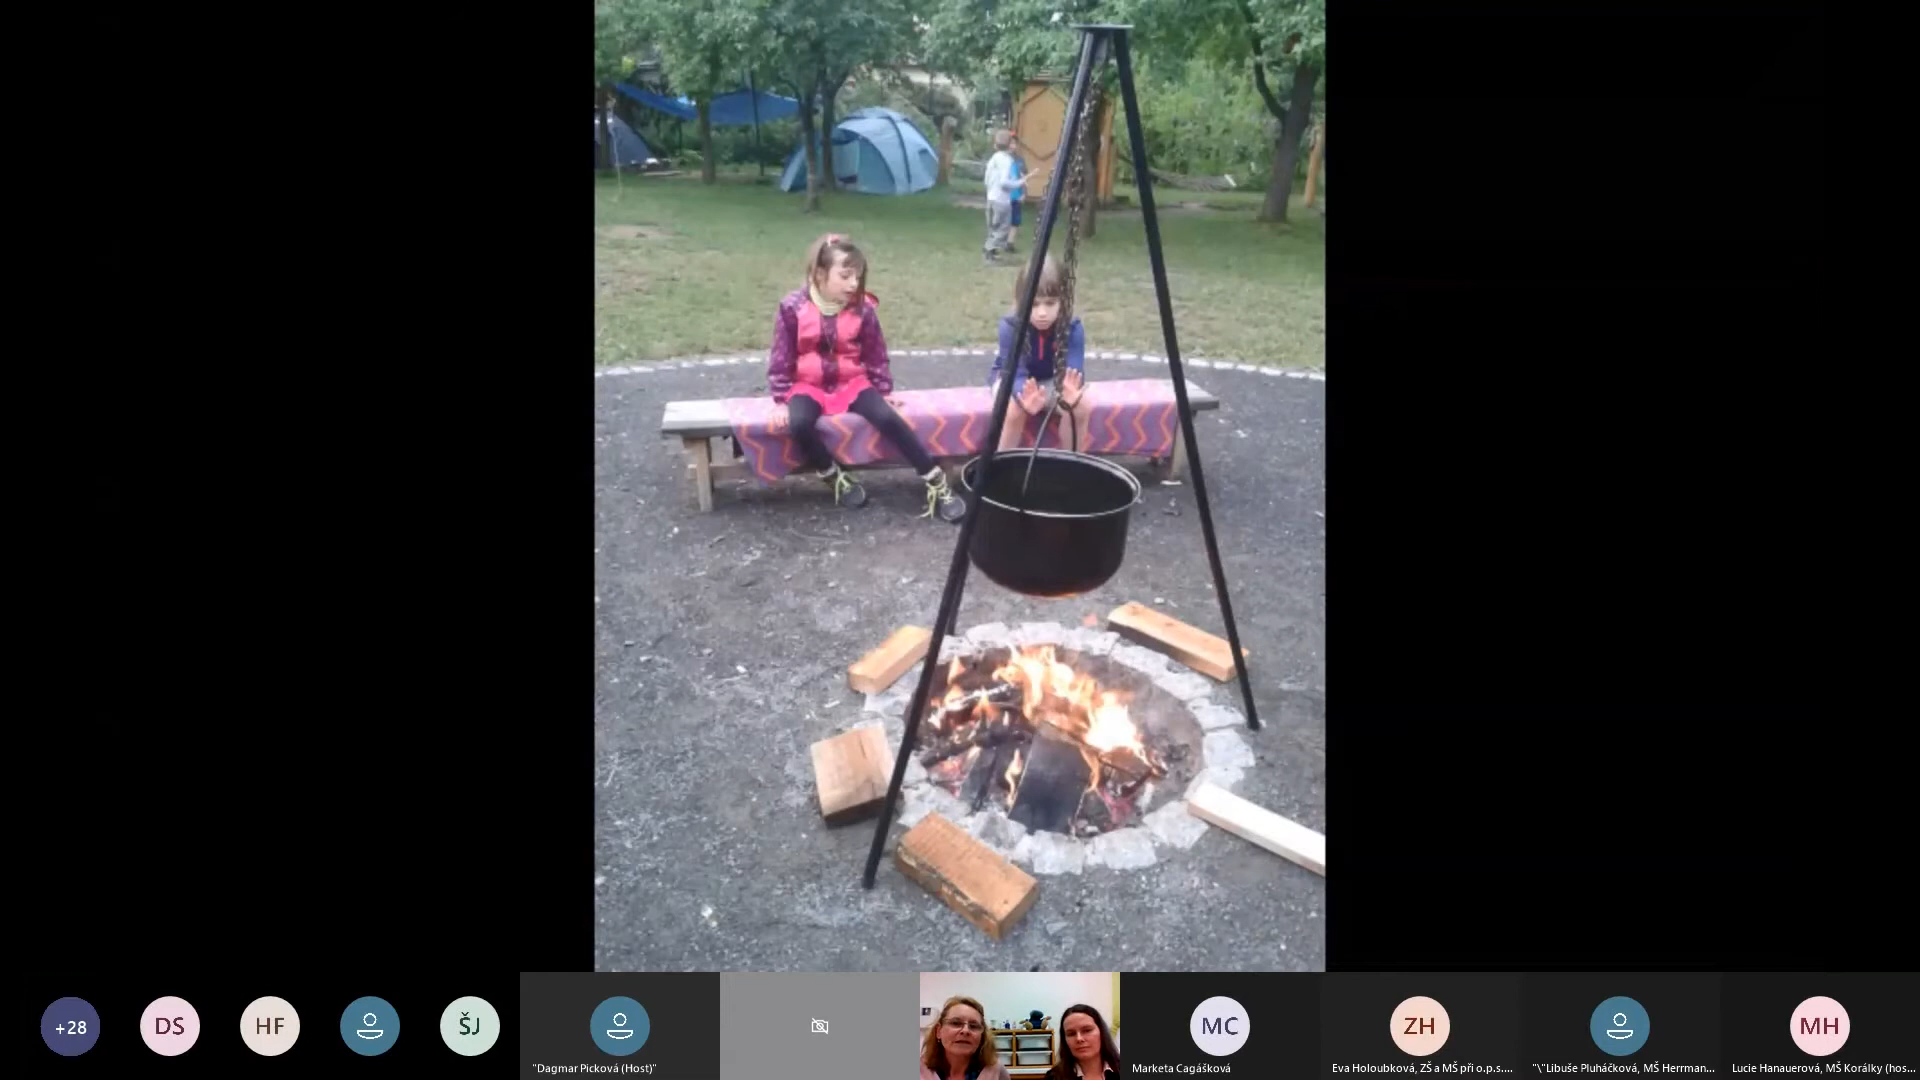 +28
DS
HF
ŠJ
"Dagmar Picková (Host)"
MC
Marketa Cagášková
ZH
Eva Holoubková, ZŠ a MŠ při o.p.s....
"\"Libuše Pluháčková, MŠ Herrman...
MH
Lucie Hanauerová, MŠ Korálky (hos...